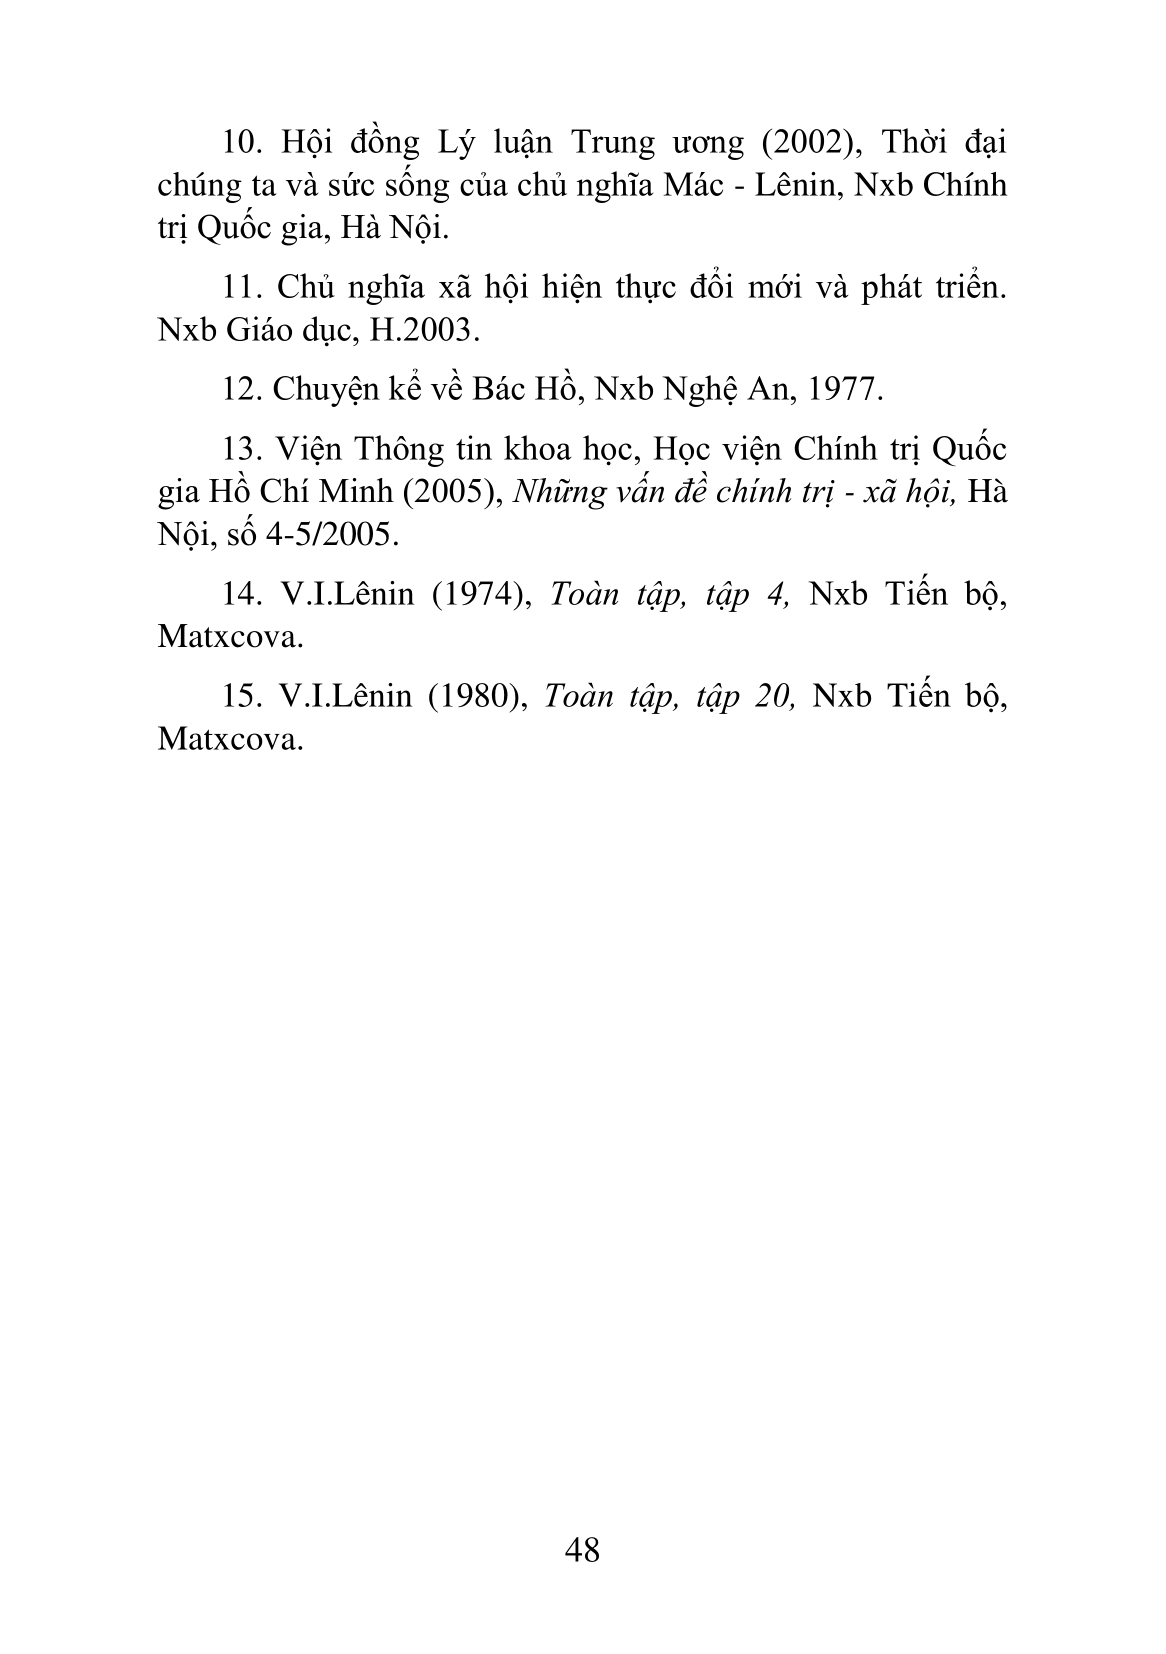 10. Hội đồng Lý luận Trung ương (2002), Thời đại
chúng ta và sức sống của chủ nghĩa Mác - Lênin, Nxb Chính
trị Quốc gia, Hà Nội.
11. Chủ nghĩa xã hội hiện thực đổi mới và phát triển.
Nxb Giáo dục, H.2003.
12. Chuyện kể về Bác Hồ, Nxb Nghệ An, 1977.
13. Viện Thông tin khoa học, Học viện Chính trị Quốc
gia Hồ Chí Minh (2005), Những vấn đề chính trị - xã hội, Hà
Nội, số 4-5/2005.
14. V.I.Lênin (1974), Toàn tập, tập 4, Nxb Tiến bộ,
Matxcova.
15. V.I.Lênin (1980), Toàn tập, tập 20, Nxb Tiến bộ,
Matxcova.
48